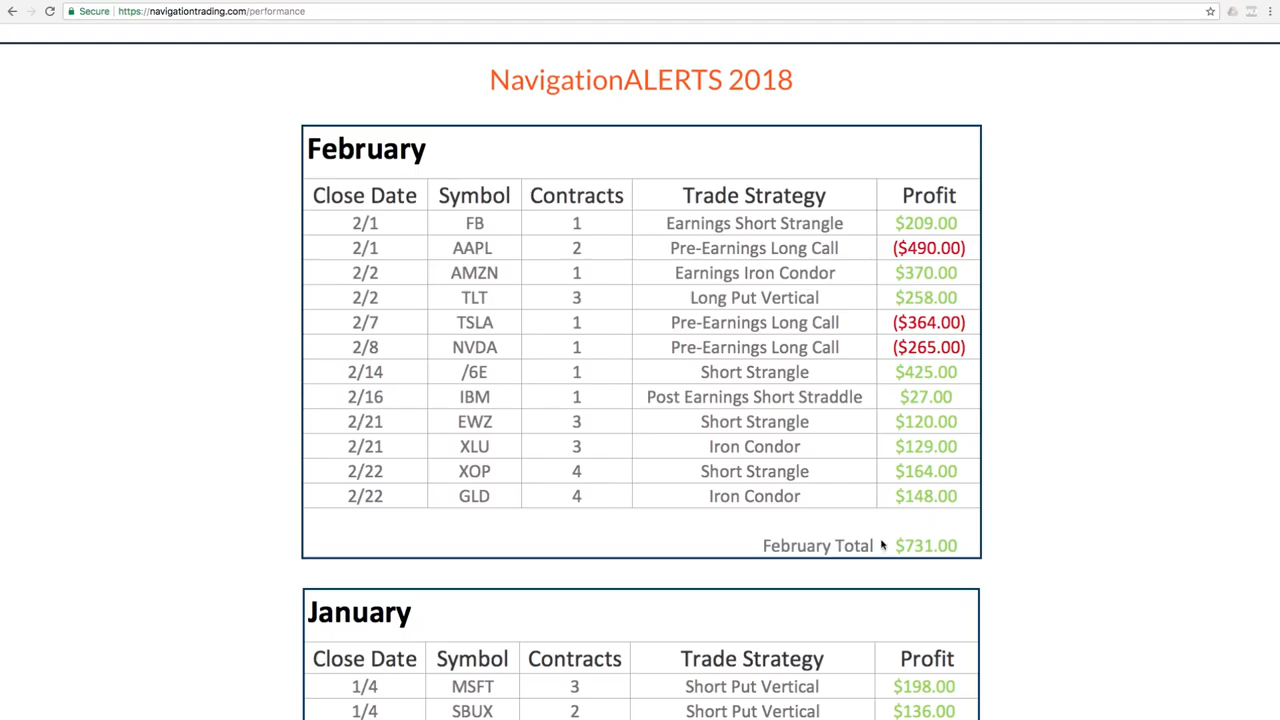 Secure https://navigationtrading.com/performance
NavigationALERTS 2018
February
Close Date Symbol Contracts Trade Strategy Profit
2/1 FB 1 Earnings Short Strangle $209.00
2/1 AAPL 2 Pre-Earnings Long Call ($490.00)
2/2 AMZN 1 Earnings Iron Condor $370.00
2/2 TLT 3 Long Put Vertical $258.00
2/7 TSLA 1 Pre-Earnings Long Call ($364.00)
2/8 NVDA 1 Pre-Earnings Long Call ($265.00)
2/14 /6E 1 Short Strangle $425.00
2/16 IBM 1 Post Earnings Short Straddle $27.00
2/21 EWZ 3 Short Strangle $120.00
2/21 XLU 3 Iron Condor $129.00
2/22 XOP 4 Short Strangle $164.00
2/22 GLD 4 Iron Condor $148.00
February Total $731.00
January
Close Date Symbol Contracts Trade Strategy Profit
1/4 MSFT 3 Short Put Vertical $198.00
1/4 SBUX 2 Short Put Vertical $136.00